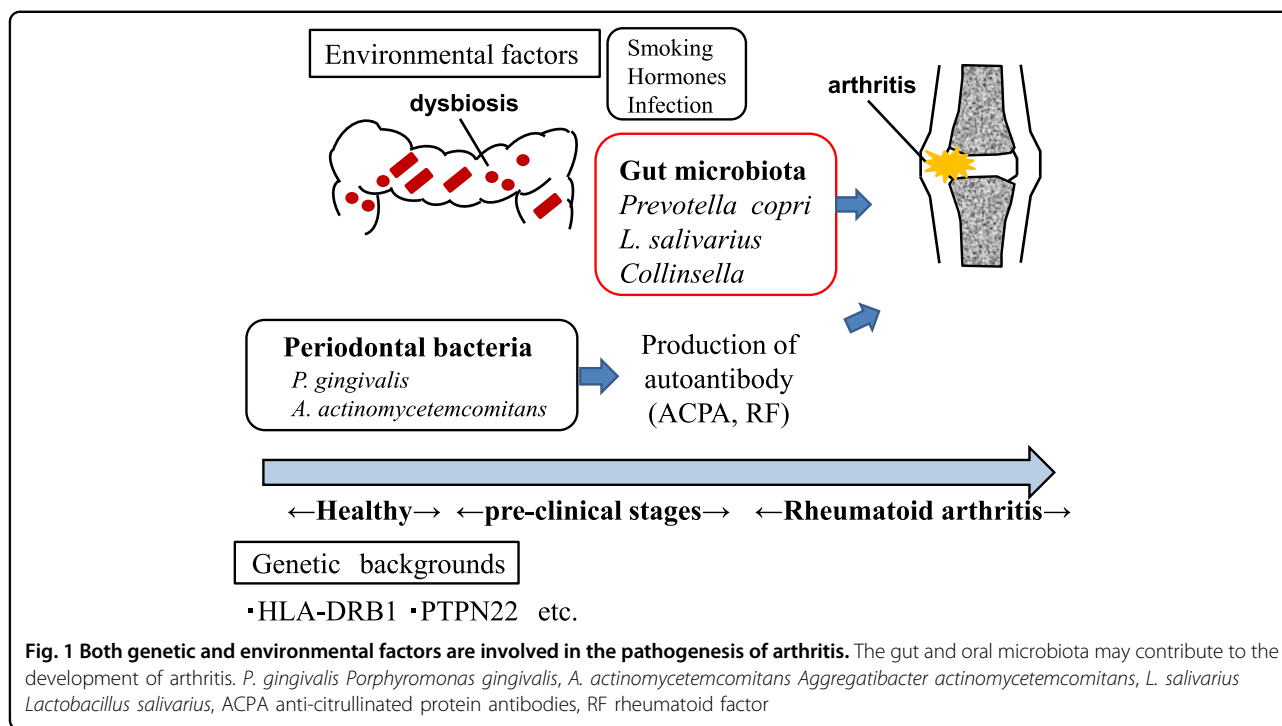 Environmental factors
Smoking
Hormones
Infection
dysbiosis
arthritis
Gut microbiota
Prevotella copri
L. salivarius
Collinsella
Periodontal bacteria
P. gingivalis
A. actinomycetemcomitans
Production of
autoantibody
(ACPA, RF)
←Healthy→ ←pre-clinical stages→ ←Rheumatoid arthritis→
Genetic backgrounds
・HLA-DRB1 ・PTPN22 etc.
Fig. 1 Both genetic and environmental factors are involved in the pathogenesis of arthritis. The gut and oral microbiota may contribute to the
development of arthritis. P. gingivalis Porphyromonas gingivalis, A. actinomycetemcomitans Aggregatibacter actinomycetemcomitans, L. salivarius
Lactobacillus salivarius, ACPA anti-citrullinated protein antibodies, RF rheumatoid factor